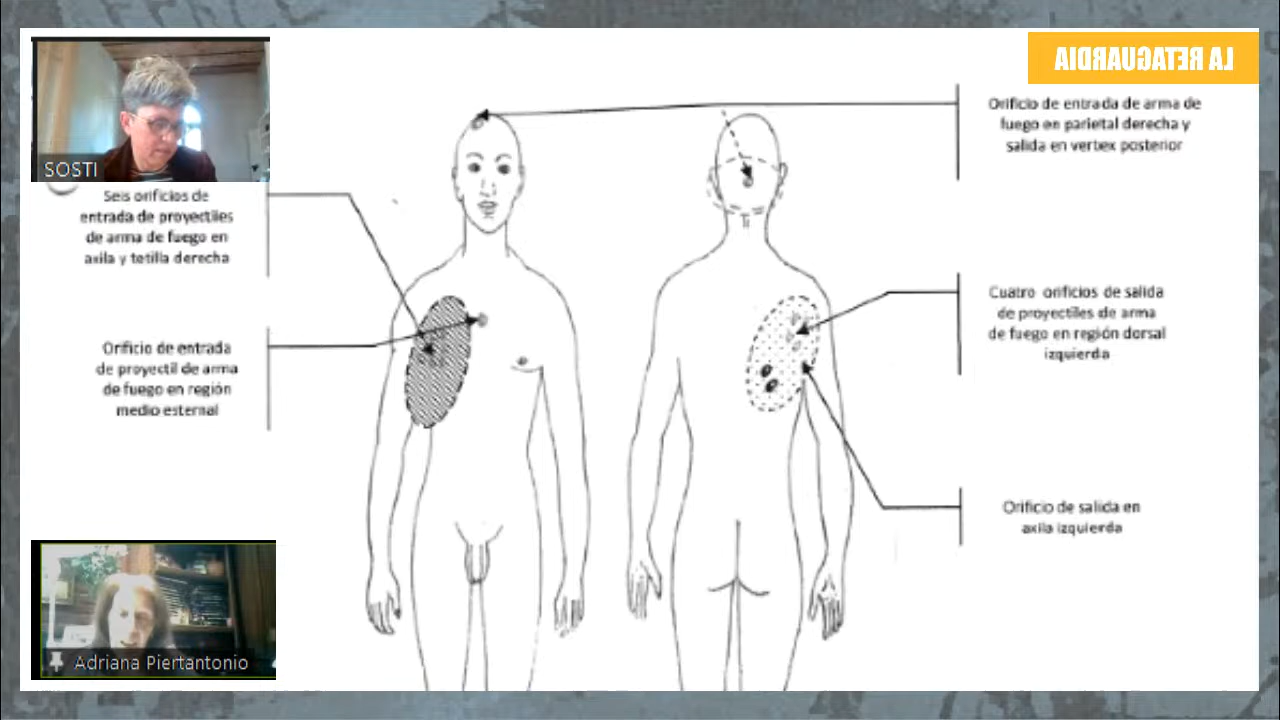 LA RETAGUARDIA
SOSTI
Seis orificios de
entrada de proyectiles
de arma de fuego en
axila y tetilla derecha
Orificio de entrada
de proyectil de arma
de fuego en región
medio esternal
Orificio de entrada de arma de
fuego en parietal derecha y
salida en vertex posterior
Cuatro orificios de salida
de proyectiles de arma
de fuego en región dorsal
izquierda
Orificio de salida en
axila izquierda
Adriana Piertantonio